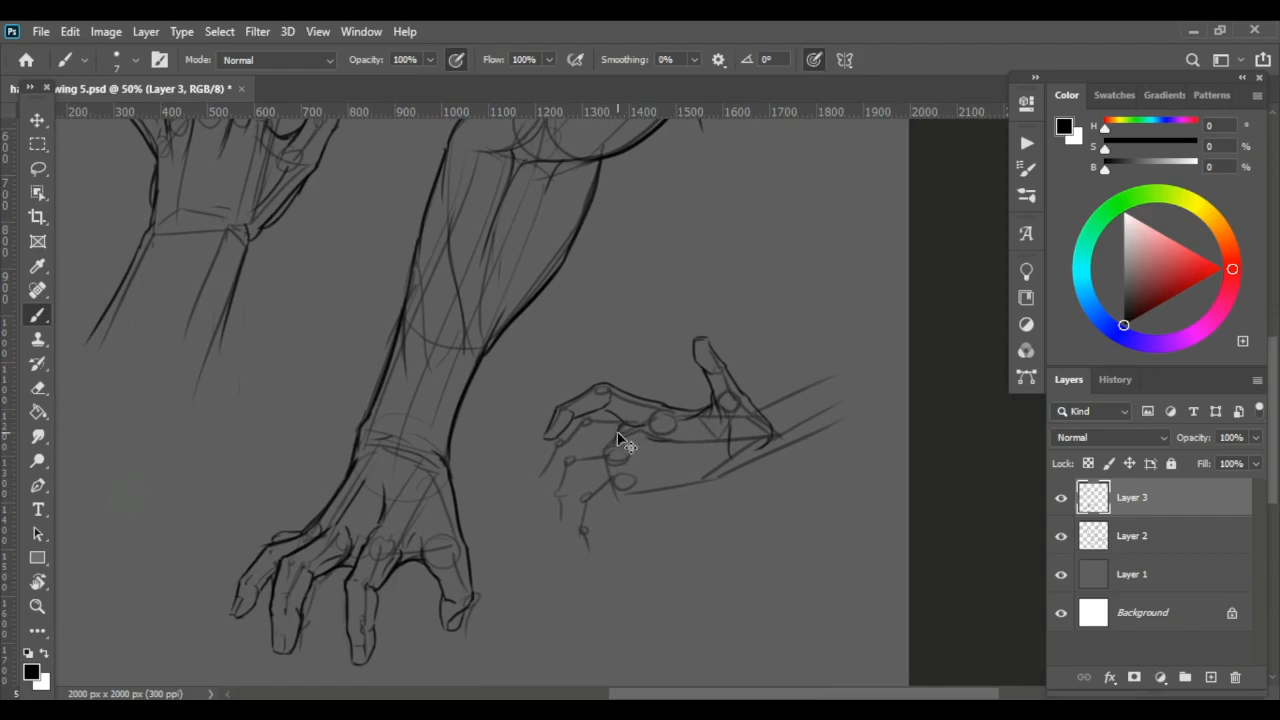 Ps File Edit Image Layer Type Select Filter 3D View Window Help
7 Mode: Normal Opacity: 100% Flow: 100% Smoothing: 0% 0°
wing 5.psd @ 50% (Layer 3, RGB/8) * ×
200 300 400 500 600 700 800 900 1000 1100 1200 1300 1400 1500 1600 1700 1800 1900 2000 2100
Color Swatches Gradients Patterns
H 0 °
S 0 %
B 0 %
Layers History
Kind
Normal Opacity: 100%
Lock: Fill: 100%
Layer 3
Layer 2
Layer 1
Background
2000 px x 2000 px (300 ppi)